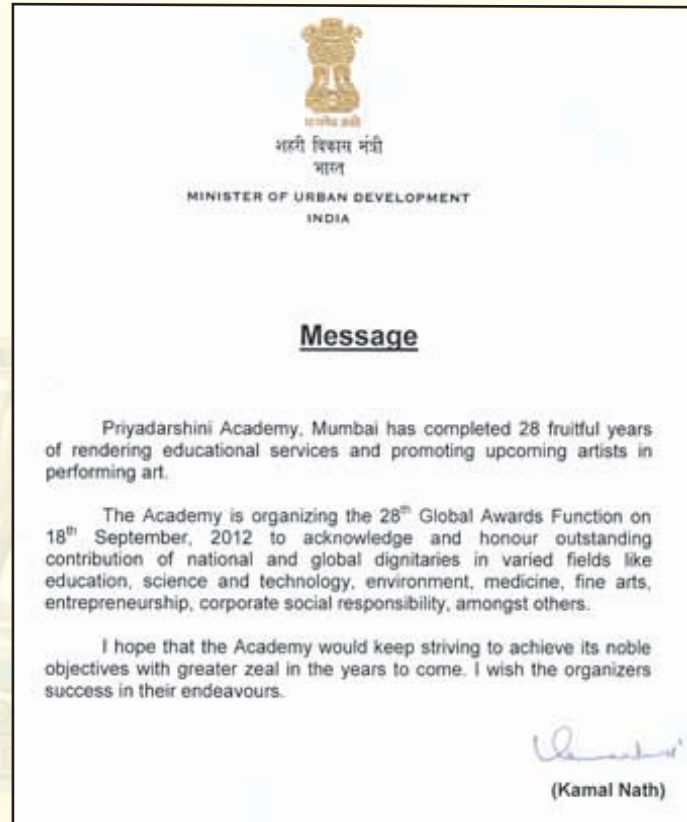 सत्यमेव जयते
शहरी विकास मंत्री
भारत
MINISTER OF URBAN DEVELOPMENT
INDIA
Message
Priyadarshini Academy, Mumbai has completed 28 fruitful years
of rendering educational services and promoting upcoming artists in
performing art.
The Academy is organizing the 28th Global Awards Function on
18th September, 2012 to acknowledge and honour outstanding
contribution of national and global dignitaries in varied fields like
education, science and technology, environment, medicine, fine arts,
entrepreneurship, corporate social responsibility, amongst others.
I hope that the Academy would keep striving to achieve its noble
objectives with greater zeal in the years to come. I wish the organizers
success in their endeavours.
(Kamal Nath)